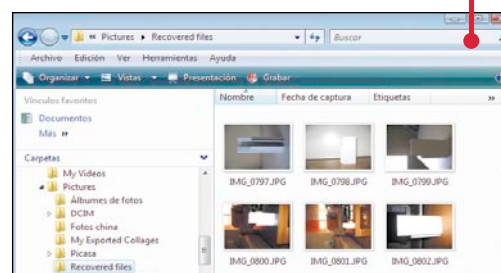 « Pictures ▸ Recovered files
Buscar
Archivo Edición Ver Herramientas Ayuda
Organizar Vistas Presentación Grabar
Vínculos favoritos
Documentos
Más »
Carpetas
My Videos
Pictures
Álbumes de fotos
DCIM
Fotos china
My Exported Collages
Picasa
Recovered files
Nombre Fecha de captura Etiquetas »
IMG_0797.JPG IMG_0798.JPG IMG_0799.JPG
IMG_0800.JPG IMG_0801.JPG IMG_0802.JPG